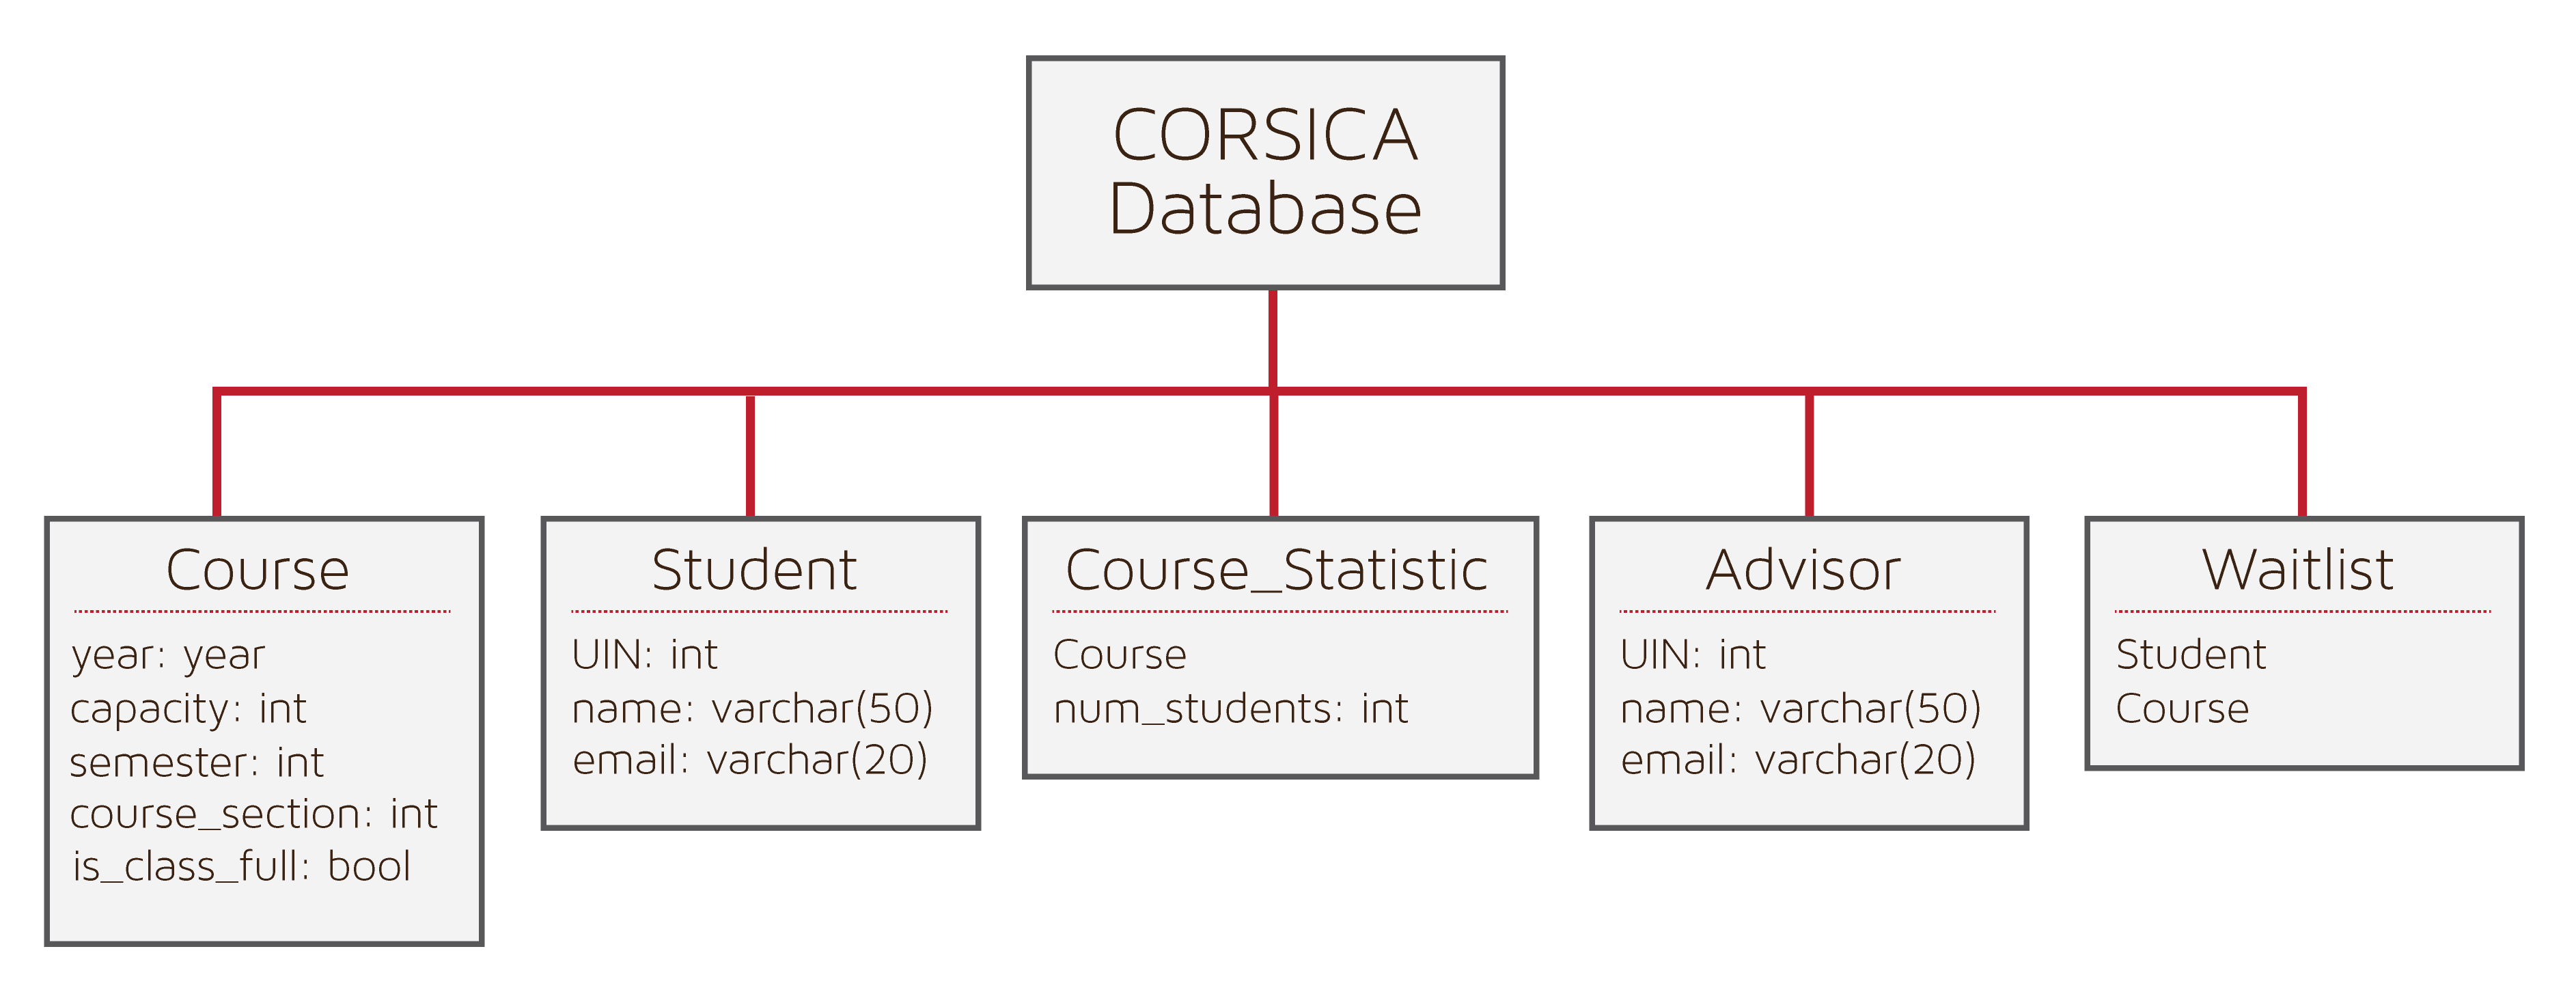 CORSICA
Database
Course
year: year
capacity: int
semester: int
course_section: int
is_class_full: bool
Student
UIN: int
name: varchar(50)
email: varchar(20)
Course_Statistic
Course
num_students: int
Advisor
UIN: int
name: varchar(50)
email: varchar(20)
Waitlist
Student
Course